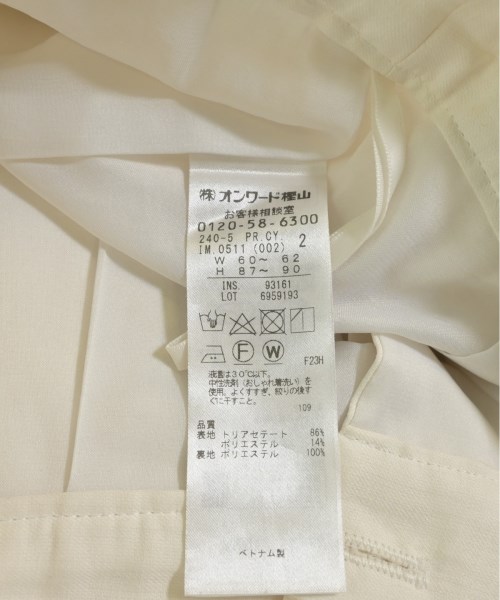 ㈱ オンワード樫山
お客様相談室
0120-58-6300
240-5 PR.CY. 2
IM.0511 (002)
W 60～ 62
H 87～ 90
INS. 93161
LOT 6959193
F W F23H
液温は30℃以下。
中性洗剤(おしゃれ着洗い)を
使用。よくすすぎ、絞りの後す
ぐに干すこと。
109
品質
表地 トリアセテート 86%
ポリエステル 14%
裏地 ポリエステル 100%
ベトナム製